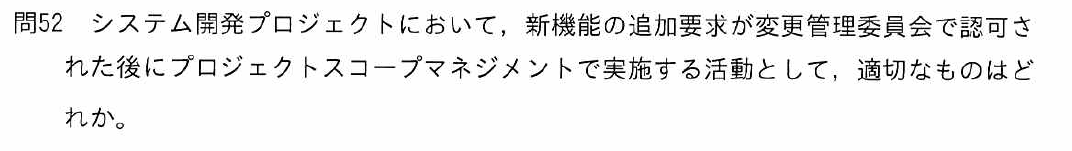 問52　システム開発プロジェクトにおいて，新機能の追加要求が変更管理委員会で認可さ
れた後にプロジェクトスコープマネジメントで実施する活動として，適切なものはど
れか。